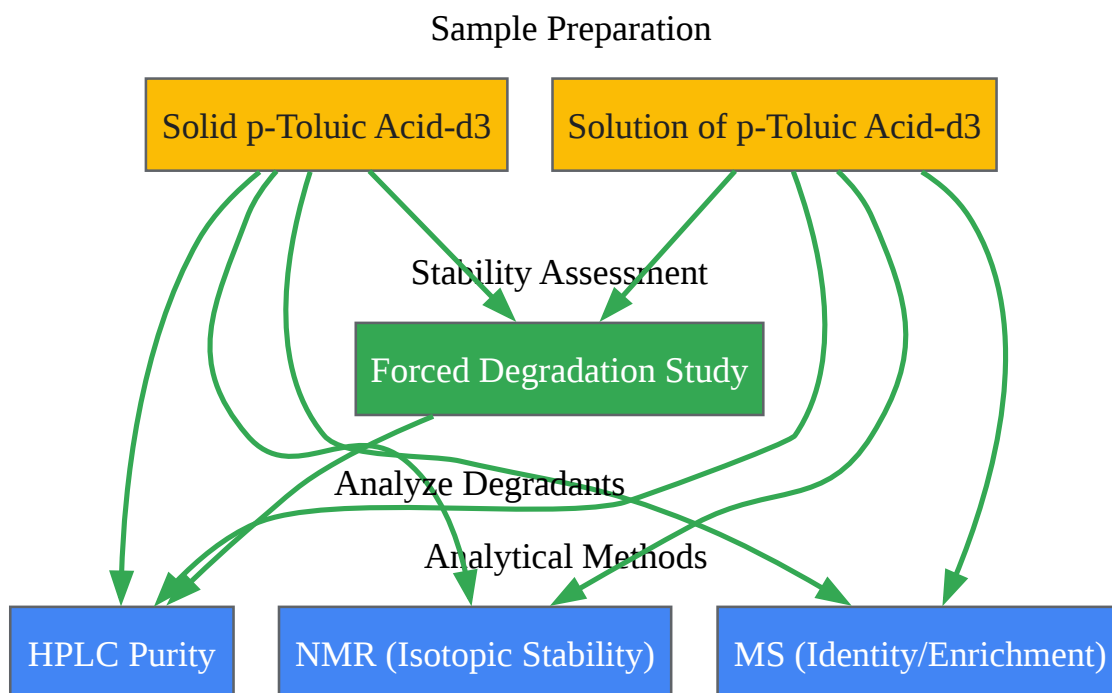 Sample Preparation
Solid p-Toluic Acid-d3
Solution of p-Toluic Acid-d3
Stability Assessment
Forced Degradation Study
Analyze Degradants
Analytical Methods
HPLC Purity
NMR (Isotopic Stability)
MS (Identity/Enrichment)